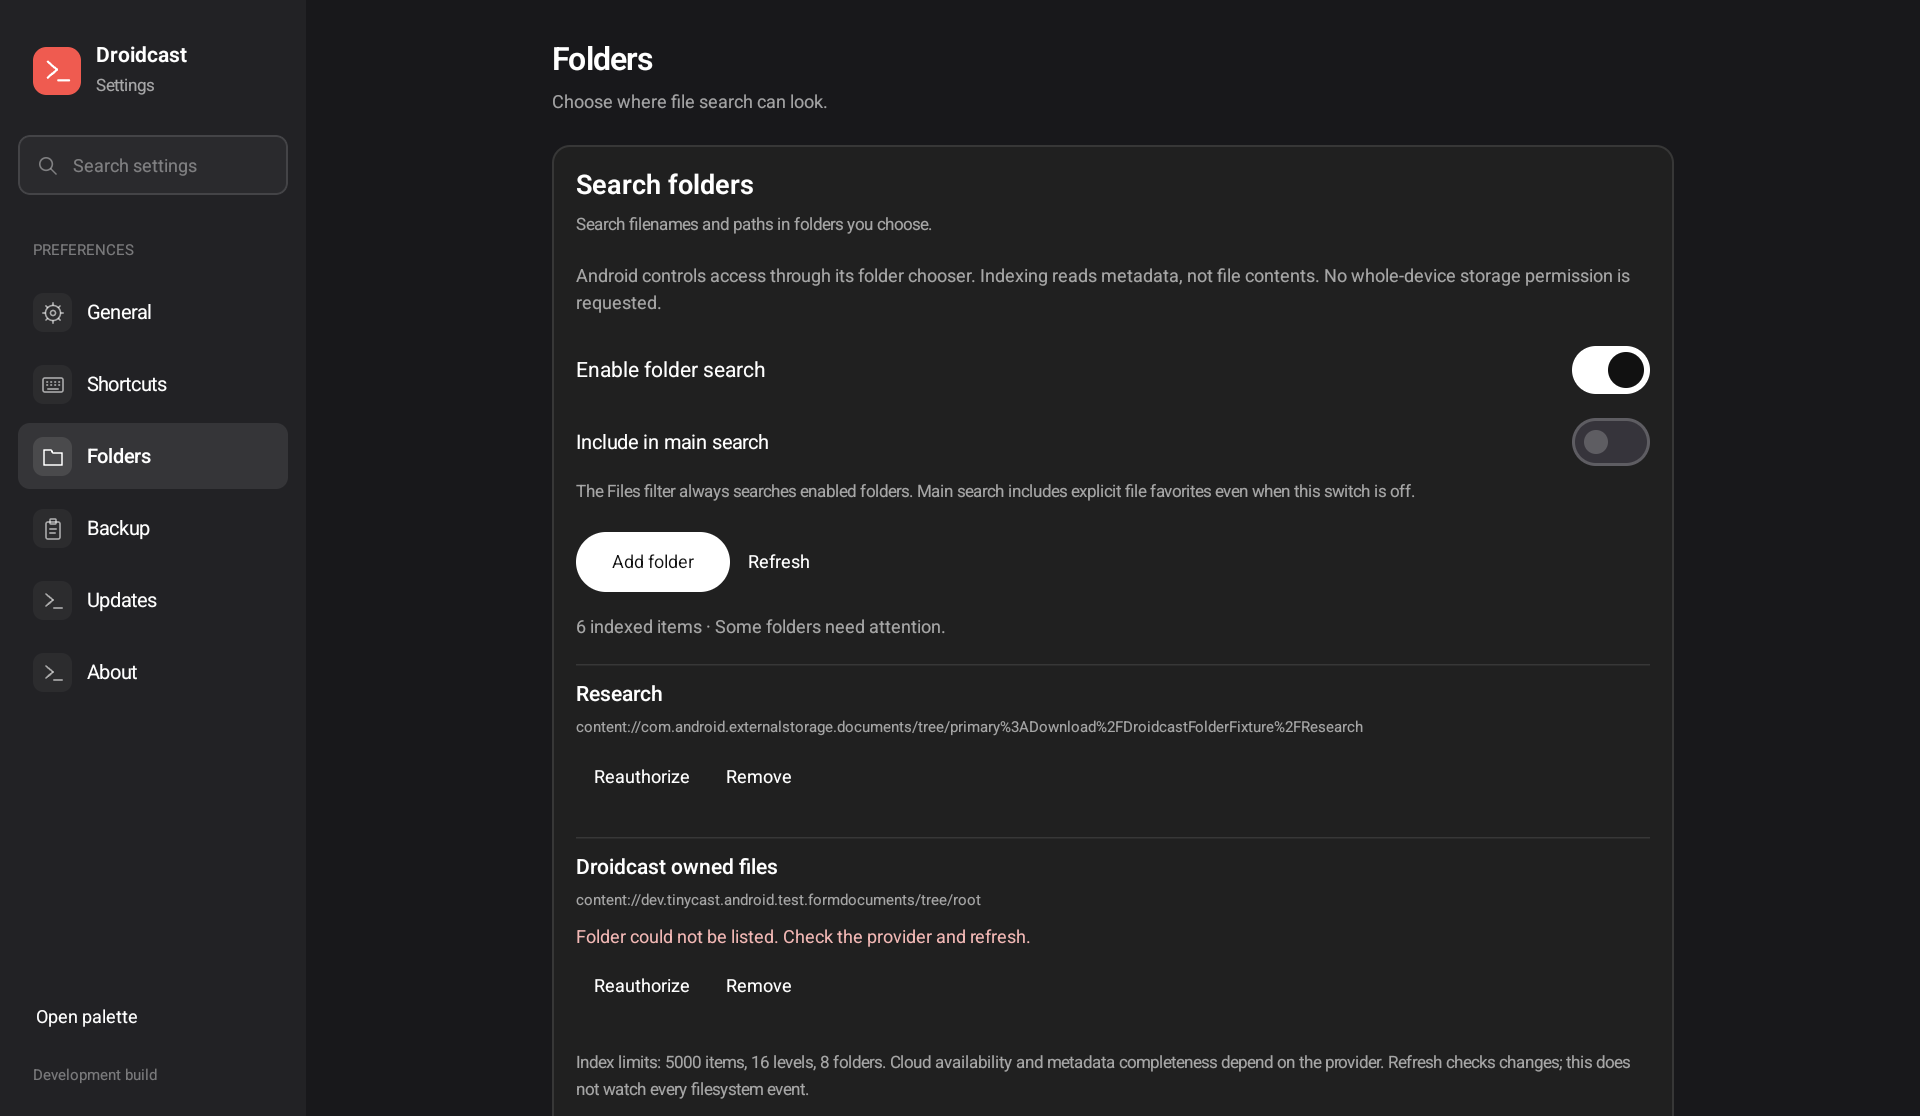 Droidcast
Settings
Search settings
PREFERENCES
General
Shortcuts
Folders
Backup
Updates
About
Open palette
Development build
Folders
Choose where file search can look.
Search folders
Search filenames and paths in folders you choose.
Android controls access through its folder chooser. Indexing reads metadata, not file contents. No whole-device storage permission is
requested.
Enable folder search
Include in main search
The Files filter always searches enabled folders. Main search includes explicit file favorites even when this switch is off.
Add folder
Refresh
6 indexed items · Some folders need attention.
Research
content://com.android.externalstorage.documents/tree/primary%3ADownload%2FDroidcastFolderFixture%2FResearch
Reauthorize
Remove
Droidcast owned files
content://dev.tinycast.android.test.formdocuments/tree/root
Folder could not be listed. Check the provider and refresh.
Reauthorize
Remove
Index limits: 5000 items, 16 levels, 8 folders. Cloud availability and metadata completeness depend on the provider. Refresh checks changes; this does
not watch every filesystem event.